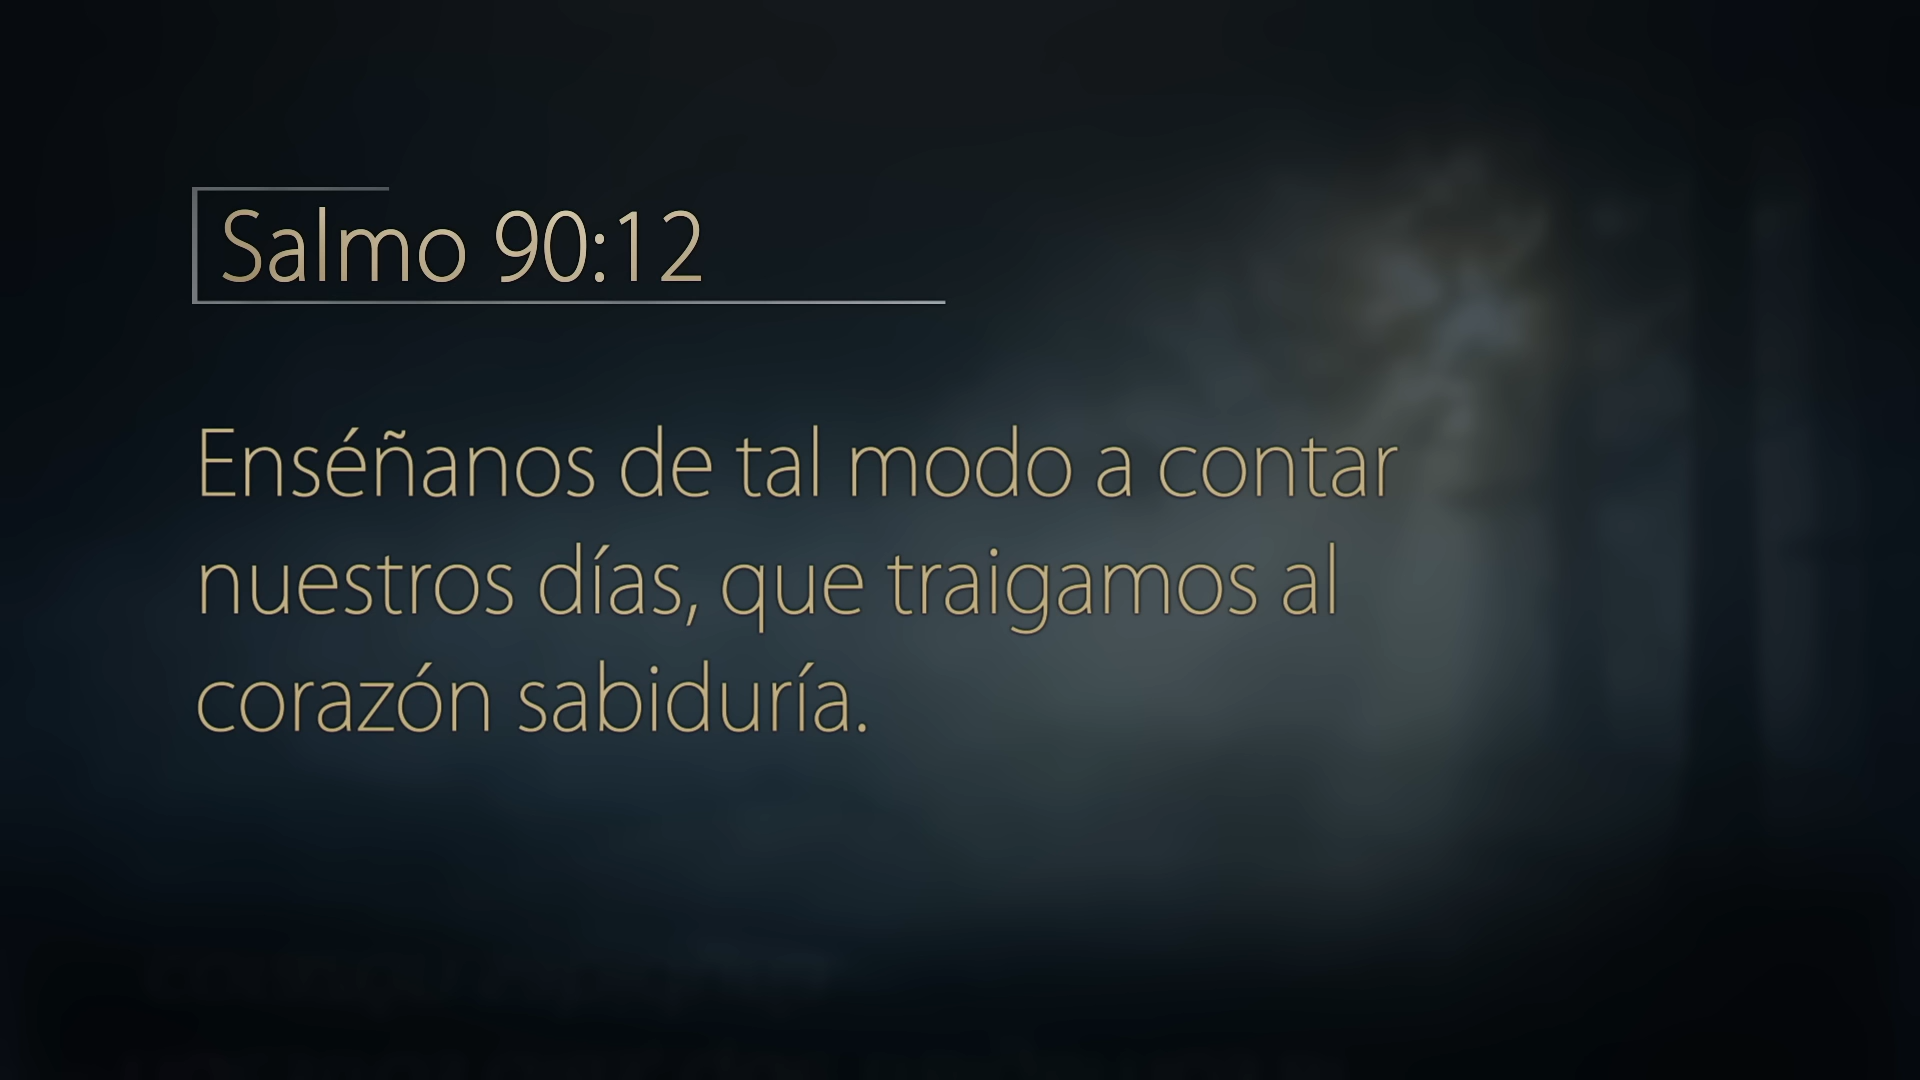 Salmo 90:12
Enséñanos de tal modo a contar
nuestros días, que traigamos al
corazón sabiduría.